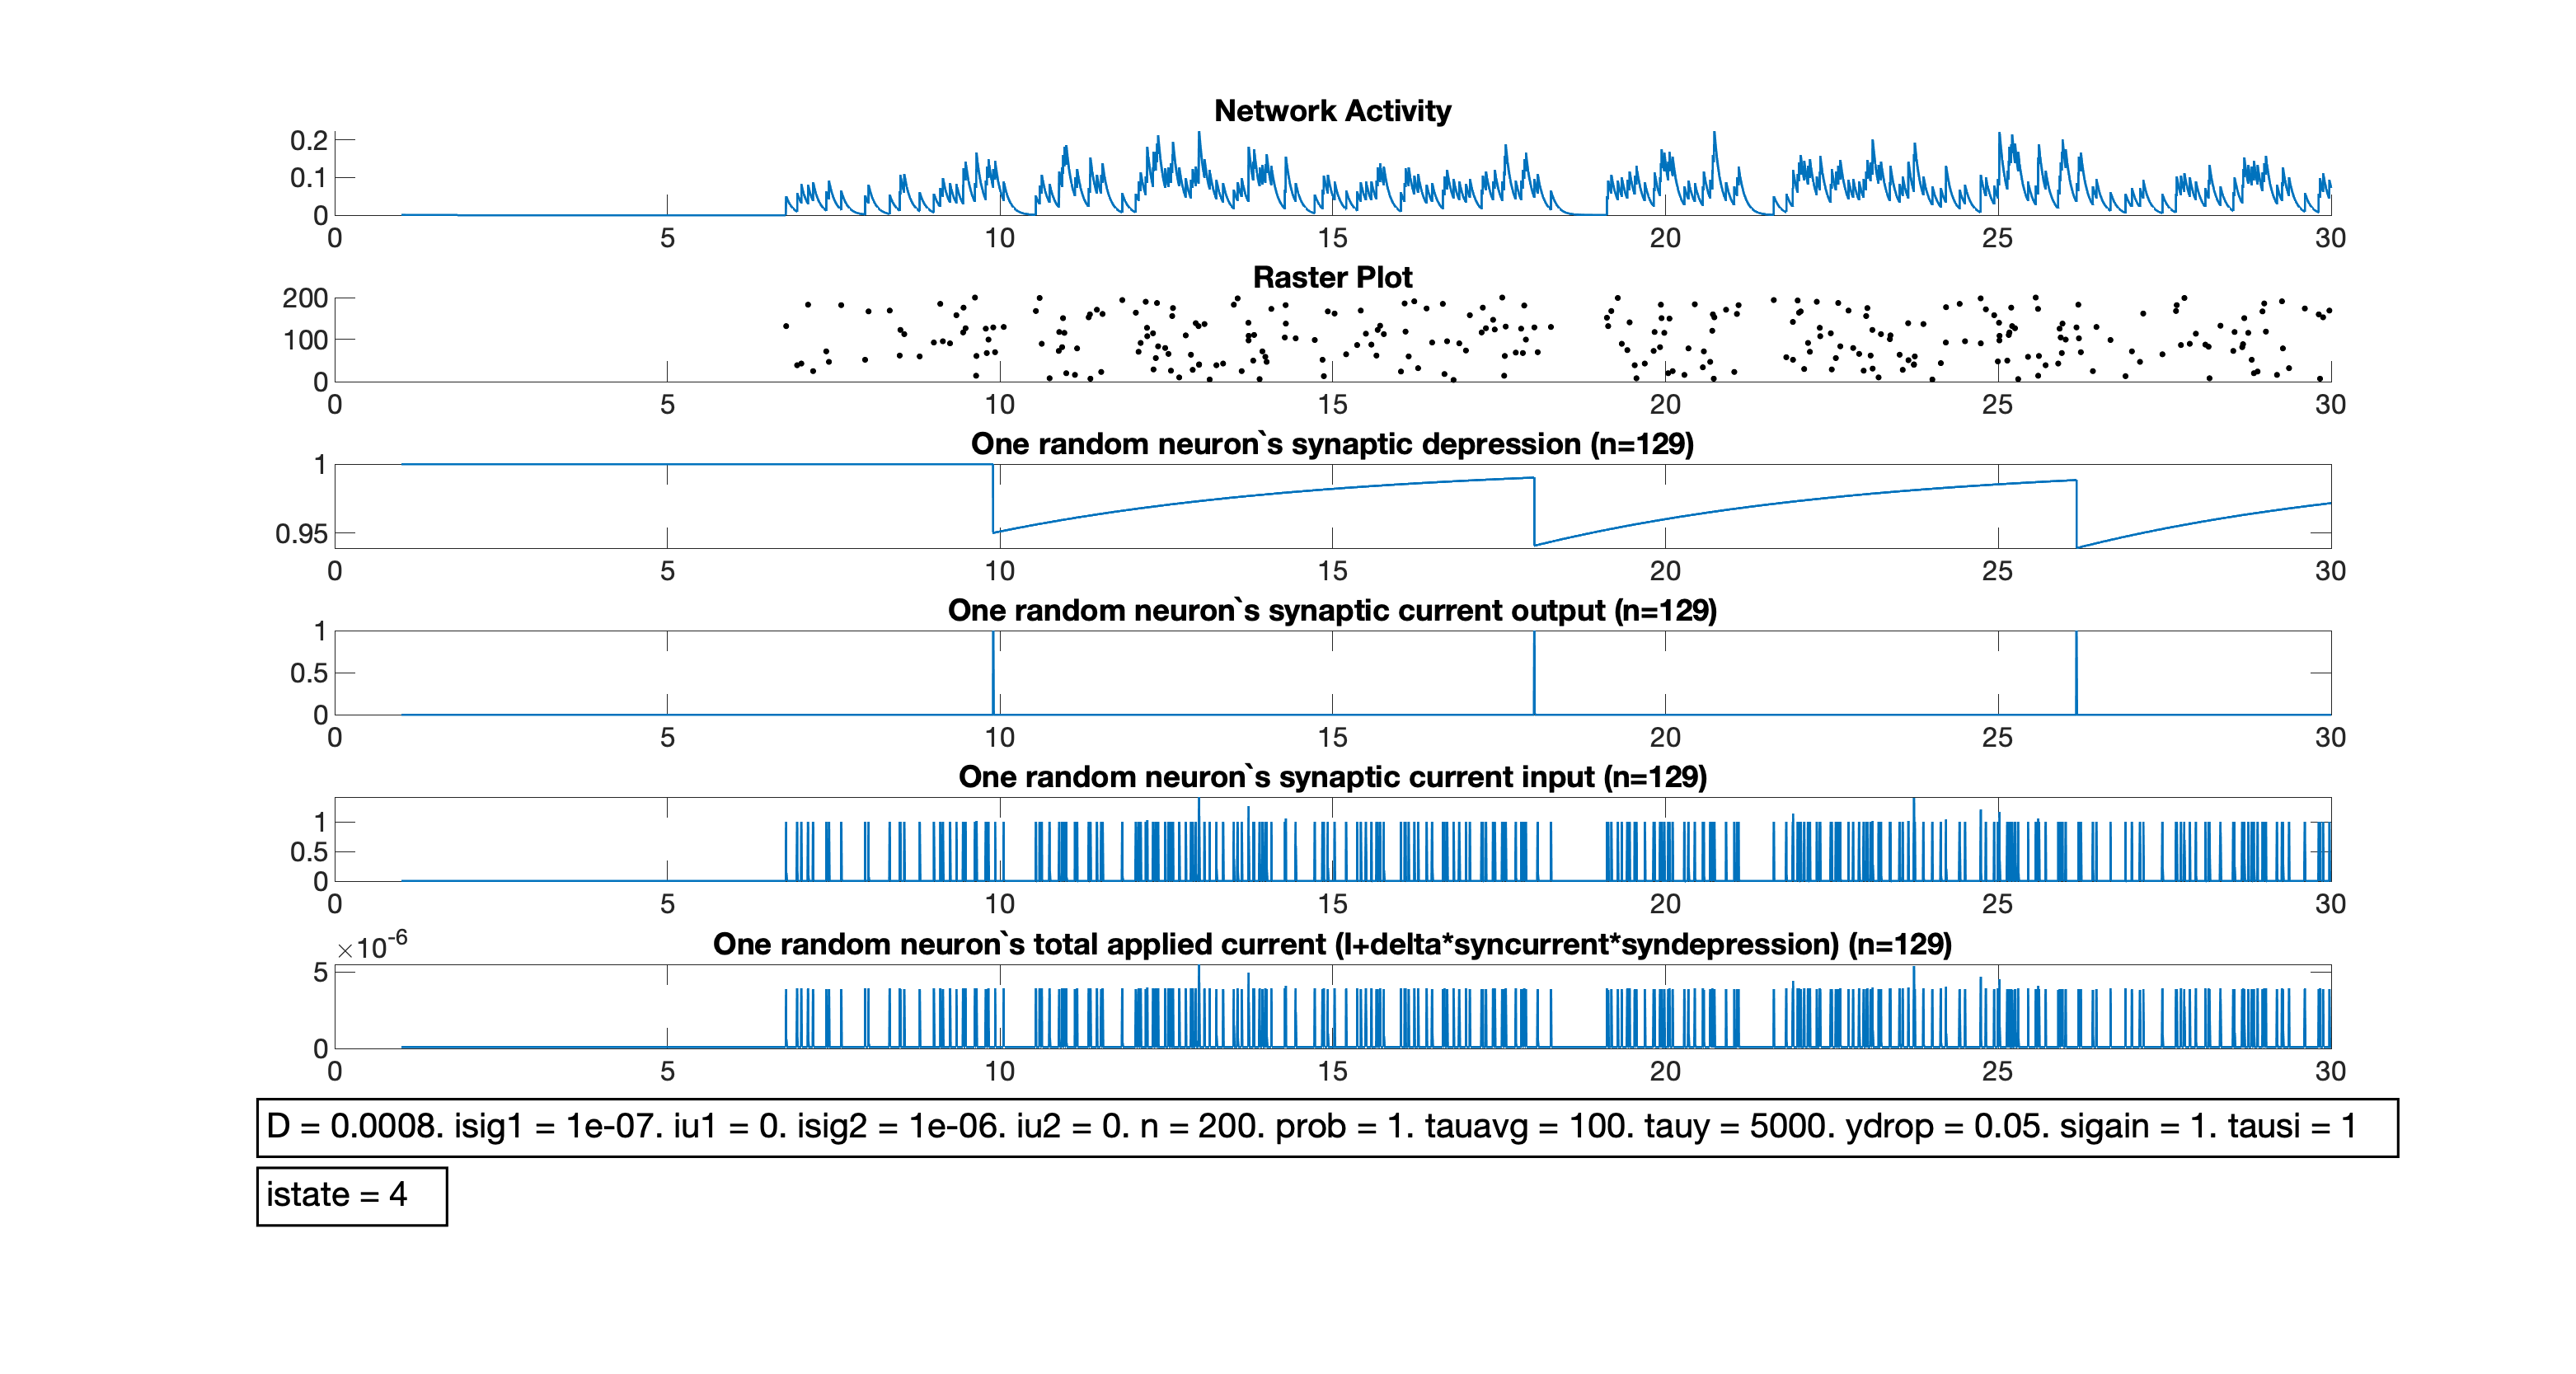 Network Activity
0.2
0.1
0
0 5 10 15 20 25 30
Raster Plot
200
100
0
0 5 10 15 20 25 30
One random neuron`s synaptic depression (n=129)
1
0.95
0 5 10 15 20 25 30
One random neuron`s synaptic current output (n=129)
1
0.5
0
0 5 10 15 20 25 30
One random neuron`s synaptic current input (n=129)
1
0.5
0
0 5 10 15 20 25 30
×10-6
One random neuron`s total applied current (I+delta*syncurrent*syndepression) (n=129)
5
0
0 5 10 15 20 25 30
D = 0.0008. isig1 = 1e-07. iu1 = 0. isig2 = 1e-06. iu2 = 0. n = 200. prob = 1. tauavg = 100. tauy = 5000. ydrop = 0.05. sigain = 1. tausi = 1
istate = 4